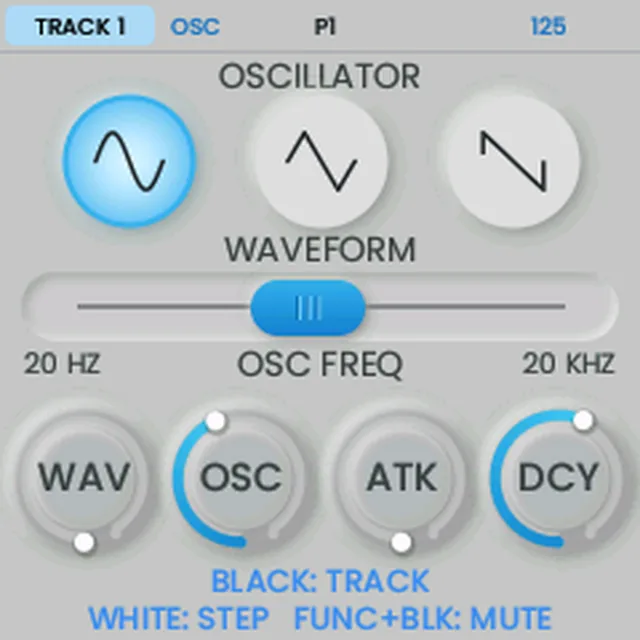 TRACK 1 OSC P1 125
OSCILLATOR
WAVEFORM
20 HZ OSC FREQ 20 KHZ
WAV OSC ATK DCY
BLACK: TRACK
WHITE: STEP FUNC+BLK: MUTE